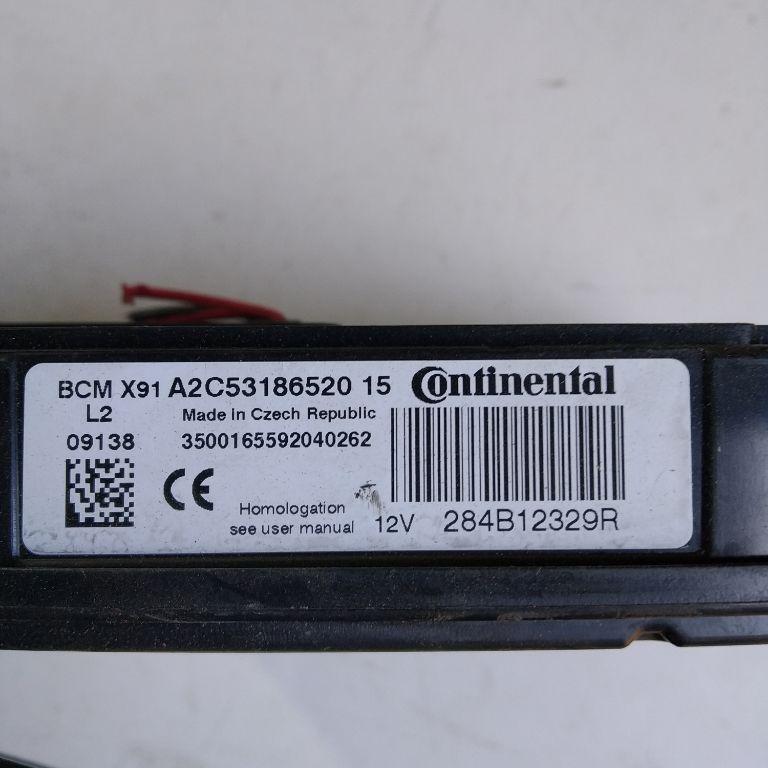 BCM X91 A2C53186520 15 Continental
L2 Made in Czech Republic
09138 3500165592040262
CE
Homologation
see user manual 12V 284B12329R